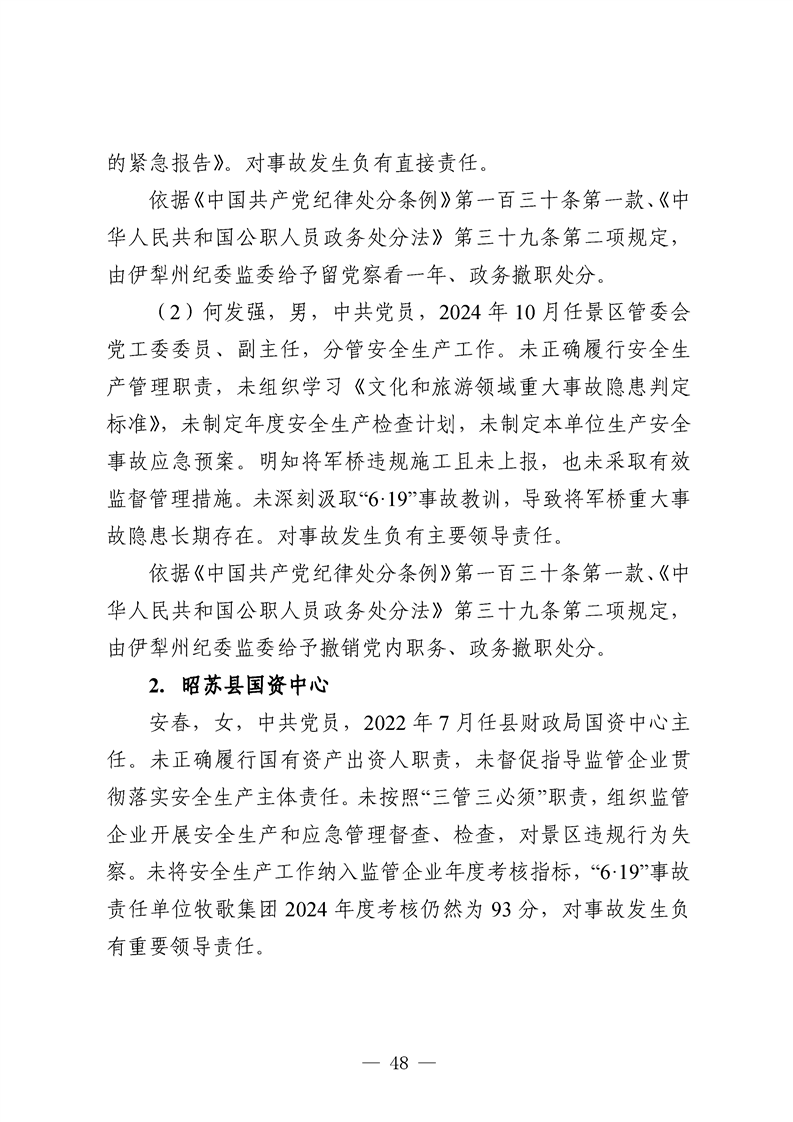 的紧急报告》。对事故发生负有直接责任。
依据《中国共产党纪律处分条例》第一百三十条第一款、《中
华人民共和国公职人员政务处分法》第三十九条第二项规定，
由伊犁州纪委监委给予留党察看一年、政务撤职处分。
（2）何发强，男，中共党员，2024 年 10 月任景区管委会
党工委委员、副主任，分管安全生产工作。未正确履行安全生
产管理职责，未组织学习《文化和旅游领域重大事故隐患判定
标准》，未制定年度安全生产检查计划，未制定本单位生产安全
事故应急预案。明知将军桥违规施工且未上报，也未采取有效
监督管理措施。未深刻汲取“6·19”事故教训，导致将军桥重大事
故隐患长期存在。对事故发生负有主要领导责任。
依据《中国共产党纪律处分条例》第一百三十条第一款、《中
华人民共和国公职人员政务处分法》第三十九条第二项规定，
由伊犁州纪委监委给予撤销党内职务、政务撤职处分。
2．昭苏县国资中心
安春，女，中共党员，2022 年 7 月任县财政局国资中心主
任。未正确履行国有资产出资人职责，未督促指导监管企业贯
彻落实安全生产主体责任。未按照“三管三必须”职责，组织监管
企业开展安全生产和应急管理督查、检查，对景区违规行为失
察。未将安全生产工作纳入监管企业年度考核指标，“6·19”事故
责任单位牧歌集团 2024 年度考核仍然为 93 分，对事故发生负
有重要领导责任。
— 48 —